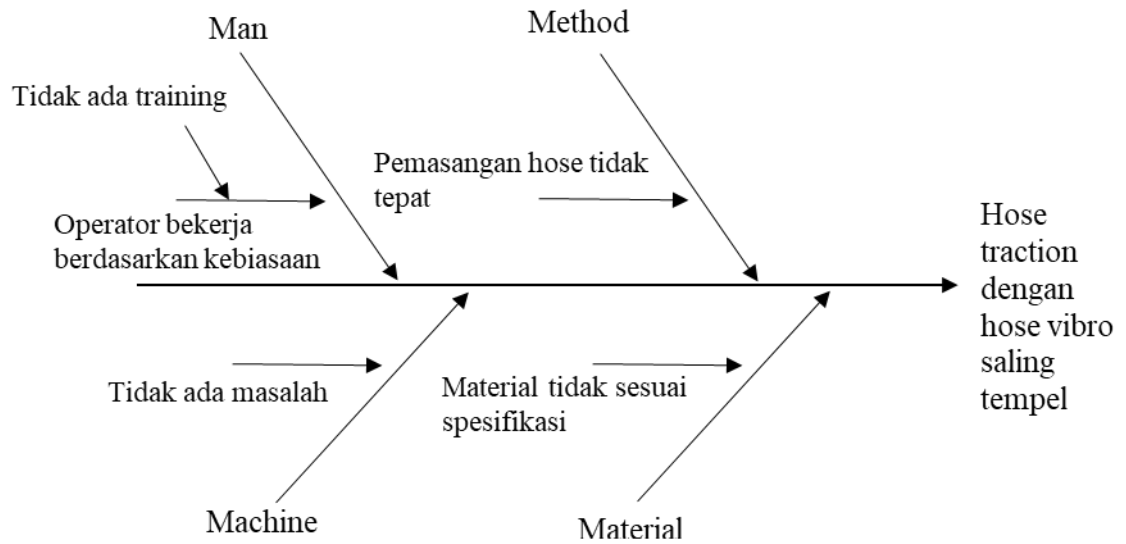 Man
Method
Tidak ada training
Pemasangan hose tidak
tepat
Operator bekerja
berdasarkan kebiasaan
Hose
traction
dengan
hose vibro
saling
tempel
Tidak ada masalah
Material tidak sesuai
spesifikasi
Machine
Material